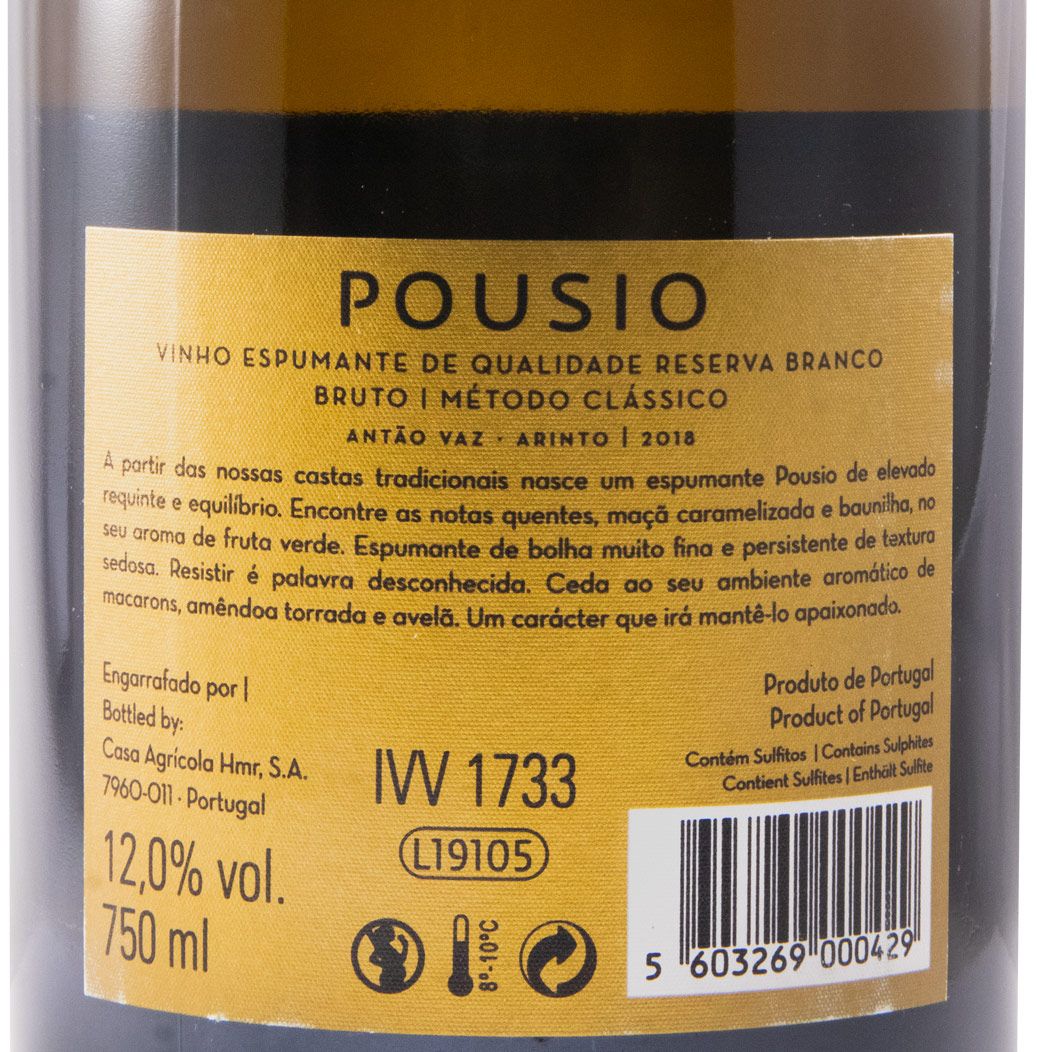 POUSIO
VINHO ESPUMANTE DE QUALIDADE RESERVA BRANCO
BRUTO | MÉTODO CLÁSSICO
ANTÃO VAZ · ARINTO | 2018
A partir das nossas castas tradicionais nasce um espumante Pousio de elevado
requinte e equilíbrio. Encontre as notas quentes, maçã caramelizada e baunilha, no
seu aroma de fruta verde. Espumante de bolha muito fina e persistente de textura
sedosa. Resistir é palavra desconhecida. Ceda ao seu ambiente aromático de
macarons, amêndoa torrada e avelã. Um carácter que irá mantê-lo apaixonado.
Engarrafado por |
Bottled by:
Casa Agrícola Hmr, S.A.
7960-011 · Portugal
12,0% vol.
750 ml
IVV 1733
L19105
8º-10ºC
Produto de Portugal
Product of Portugal
Contém Sulfitos | Contains Sulphites
Contient Sulfites | Enthält Sulfite
5 603269 000429